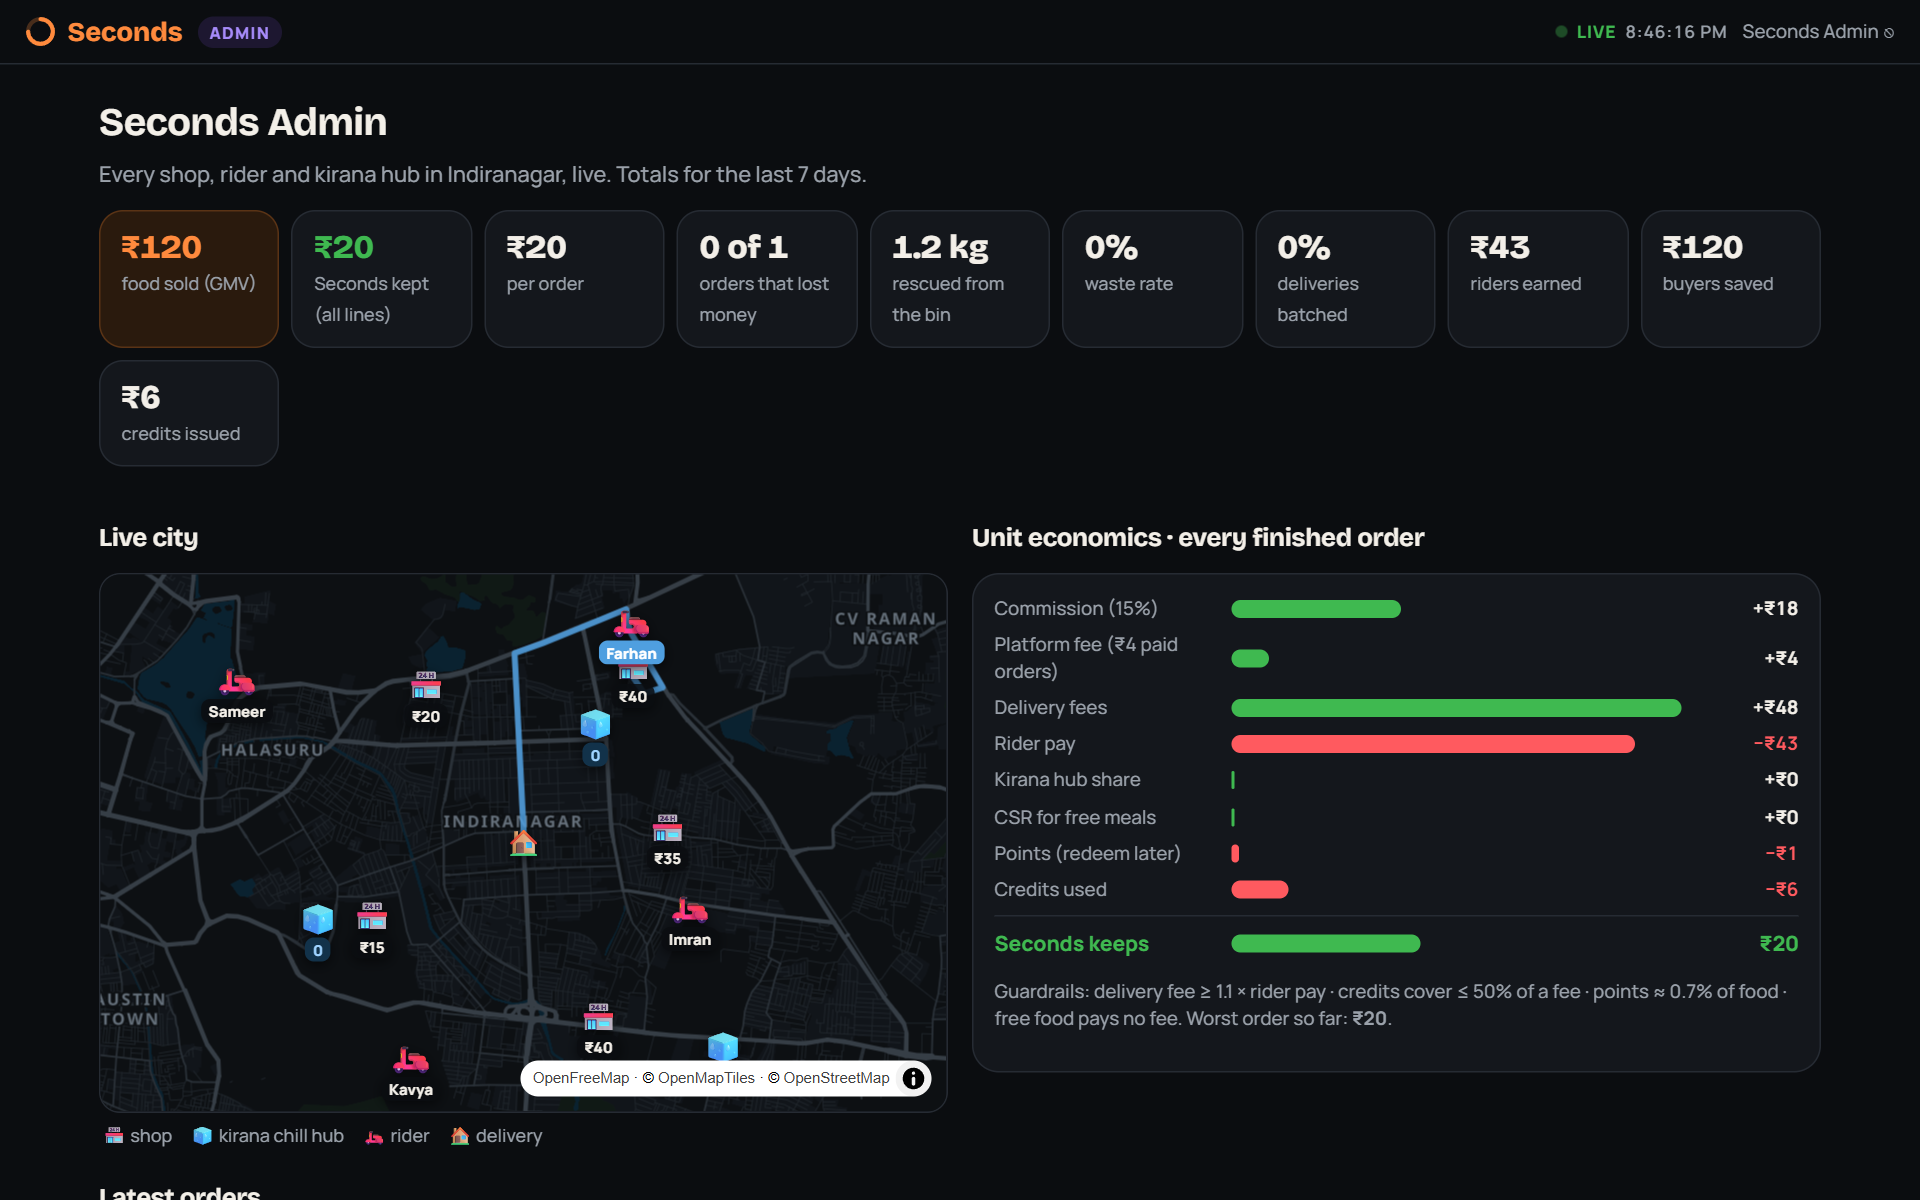 Seconds ADMIN
LIVE 8:46:16 PM Seconds Admin
Seconds Admin
Every shop, rider and kirana hub in Indiranagar, live. Totals for the last 7 days.
₹120
food sold (GMV)
₹20
Seconds kept
(all lines)
₹20
per order
0 of 1
orders that lost
money
1.2 kg
rescued from
the bin
0%
waste rate
0%
deliveries
batched
₹43
riders earned
₹120
buyers saved
₹6
credits issued
Live city
CV RAMAN
NAGAR
Farhan
₹40
Sameer
24 H
₹20
HALASURU
0
INDIRANAGAR
24 H
₹35
24 H
₹15
0
Imran
AUSTIN
TOWN
24 H
₹40
Kavya
OpenFreeMap · © OpenMapTiles · © OpenStreetMap
shop kirana chill hub rider delivery
Unit economics · every finished order
Commission (15%) +₹18
Platform fee (₹4 paid
orders) +₹4
Delivery fees +₹48
Rider pay −₹43
Kirana hub share +₹0
CSR for free meals +₹0
Points (redeem later) −₹1
Credits used −₹6
Seconds keeps ₹20
Guardrails: delivery fee ≥ 1.1 × rider pay · credits cover ≤ 50% of a fee · points ≈ 0.7% of food ·
free food pays no fee. Worst order so far: ₹20.
Latest orders